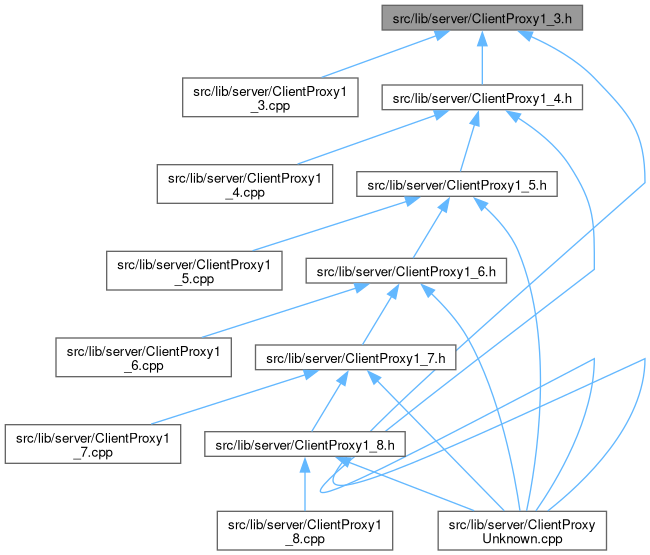 src/lib/server/ClientProxy1_3.h
src/lib/server/ClientProxy1
_3.cpp
src/lib/server/ClientProxy1_4.h
src/lib/server/ClientProxy1
_4.cpp
src/lib/server/ClientProxy1_5.h
src/lib/server/ClientProxy1
_5.cpp
src/lib/server/ClientProxy1_6.h
src/lib/server/ClientProxy1
_6.cpp
src/lib/server/ClientProxy1_7.h
src/lib/server/ClientProxy1
_7.cpp
src/lib/server/ClientProxy1_8.h
src/lib/server/ClientProxy1
_8.cpp
src/lib/server/ClientProxy
Unknown.cpp